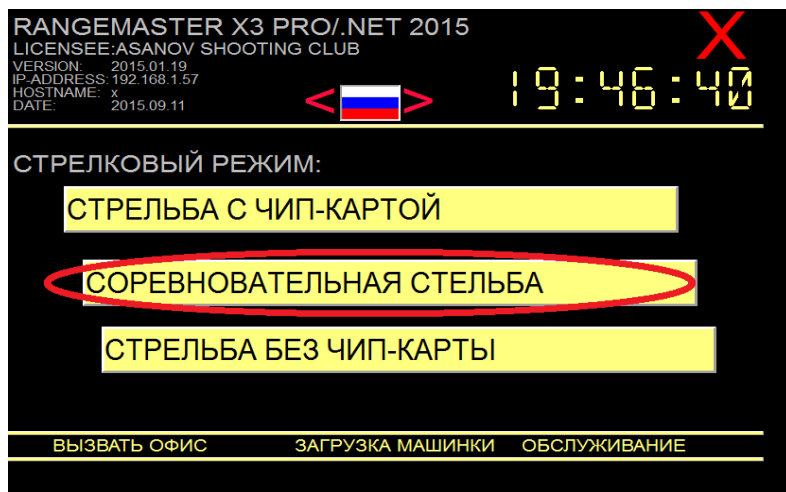 RANGEMASTER X3 PRO/.NET 2015
LICENSEE:ASANOV SHOOTING CLUB
VERSION: 2015.01.19
IP-ADDRESS: 192.168.1.57
HOSTNAME: x
DATE: 2015.09.11
X
< >
19:46:40
СТРЕЛКОВЫЙ РЕЖИМ:
СТРЕЛЬБА С ЧИП-КАРТОЙ
СОРЕВНОВАТЕЛЬНАЯ СТЕЛЬБА
СТРЕЛЬБА БЕЗ ЧИП-КАРТЫ
ВЫЗВАТЬ ОФИС ЗАГРУЗКА МАШИНКИ ОБСЛУЖИВАНИЕ